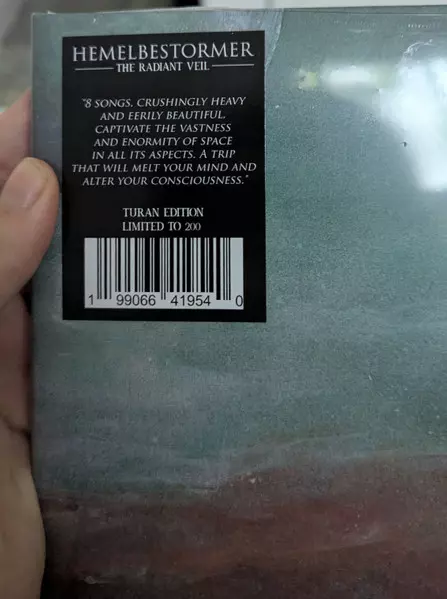 HEMELBESTORMER
THE RADIANT VEIL
"8 SONGS. CRUSHINGLY HEAVY
AND EERILY BEAUTIFUL.
CAPTIVATE THE VASTNESS
AND ENORMITY OF SPACE
IN ALL ITS ASPECTS. A TRIP
THAT WILL MELT YOUR MIND AND
ALTER YOUR CONSCIOUSNESS."
TURAN EDITION
LIMITED TO 200
1 99066 41954 0